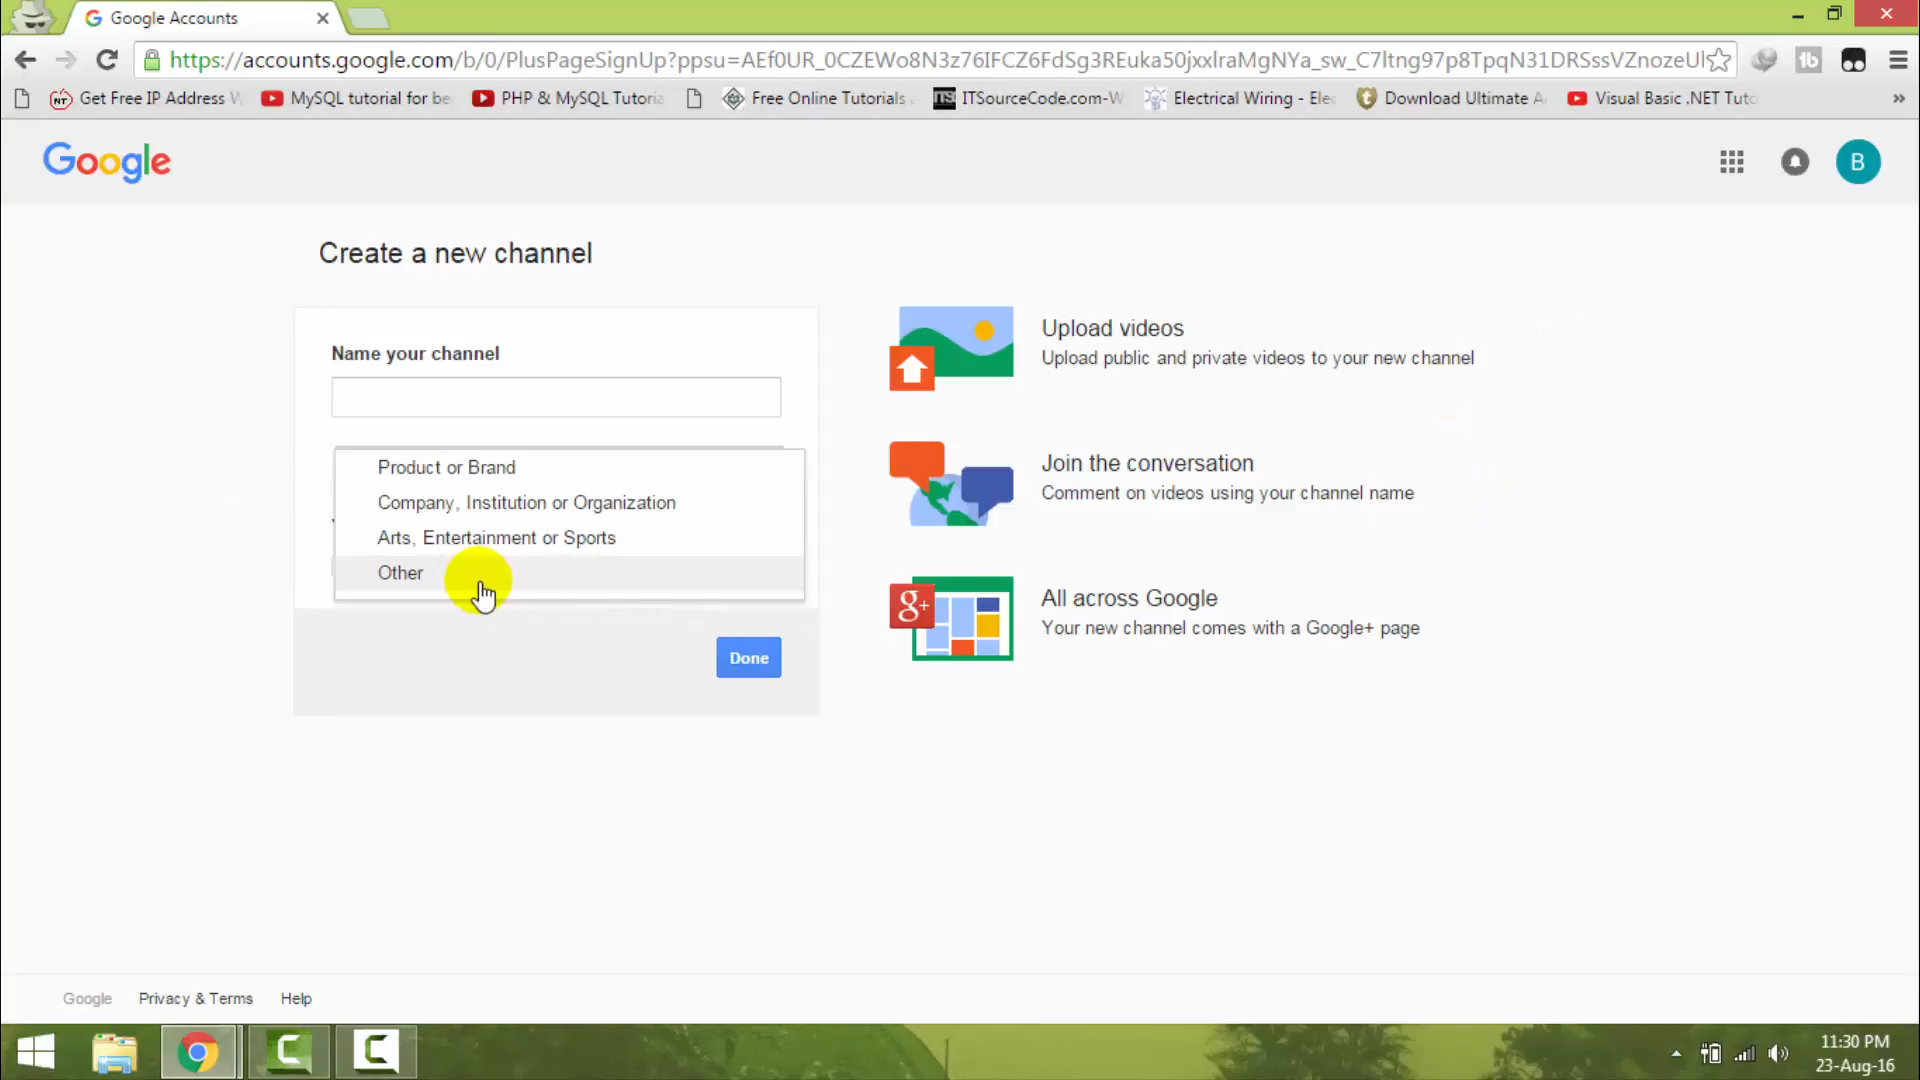 Google Accounts
https://accounts.google.com/b/0/PlusPageSignUp?ppsu=AEf0UR_0CZEWo8N3z76IFCZ6FdSg3REuka50jxxlraMgNYa_sw_C7ltng97p8TpqN31DRSssVZnozeUl
NT Get Free IP Address MySQL tutorial for be PHP & MySQL Tutoria Free Online Tutorials ITS ITSourceCode.com-W Electrical Wiring - Ele Download Ultimate A Visual Basic .NET Tuto »
Google
B
Create a new channel
Name your channel
Product or Brand
Company, Institution or Organization
Arts, Entertainment or Sports
Other
Done
Upload videos
Upload public and private videos to your new channel
Join the conversation
Comment on videos using your channel name
g+
All across Google
Your new channel comes with a Google+ page
Google Privacy & Terms Help
11:30 PM
23-Aug-16